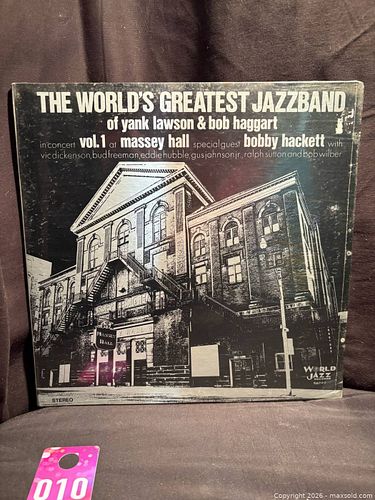 THE WORLD'S GREATEST JAZZBAND
of yank lawson & bob haggart
in concert vol.1 at massey hall special guest bobby hackett with
vic dickenson, bud freeman, eddie hubble, gus johnson jr., ralph sutton and bob wilber
MASSEY
HALL
WORLD
JAZZ
STEREO
010
Copyright ©2026 - maxsold.com